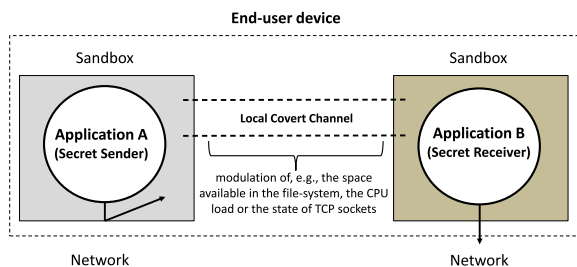 End-user device
Sandbox
Sandbox
Application A
(Secret Sender)
Local Covert Channel
Application B
(Secret Receiver)
modulation of, e.g., the space
available in the file-system, the CPU
load or the state of TCP sockets
Network
Network